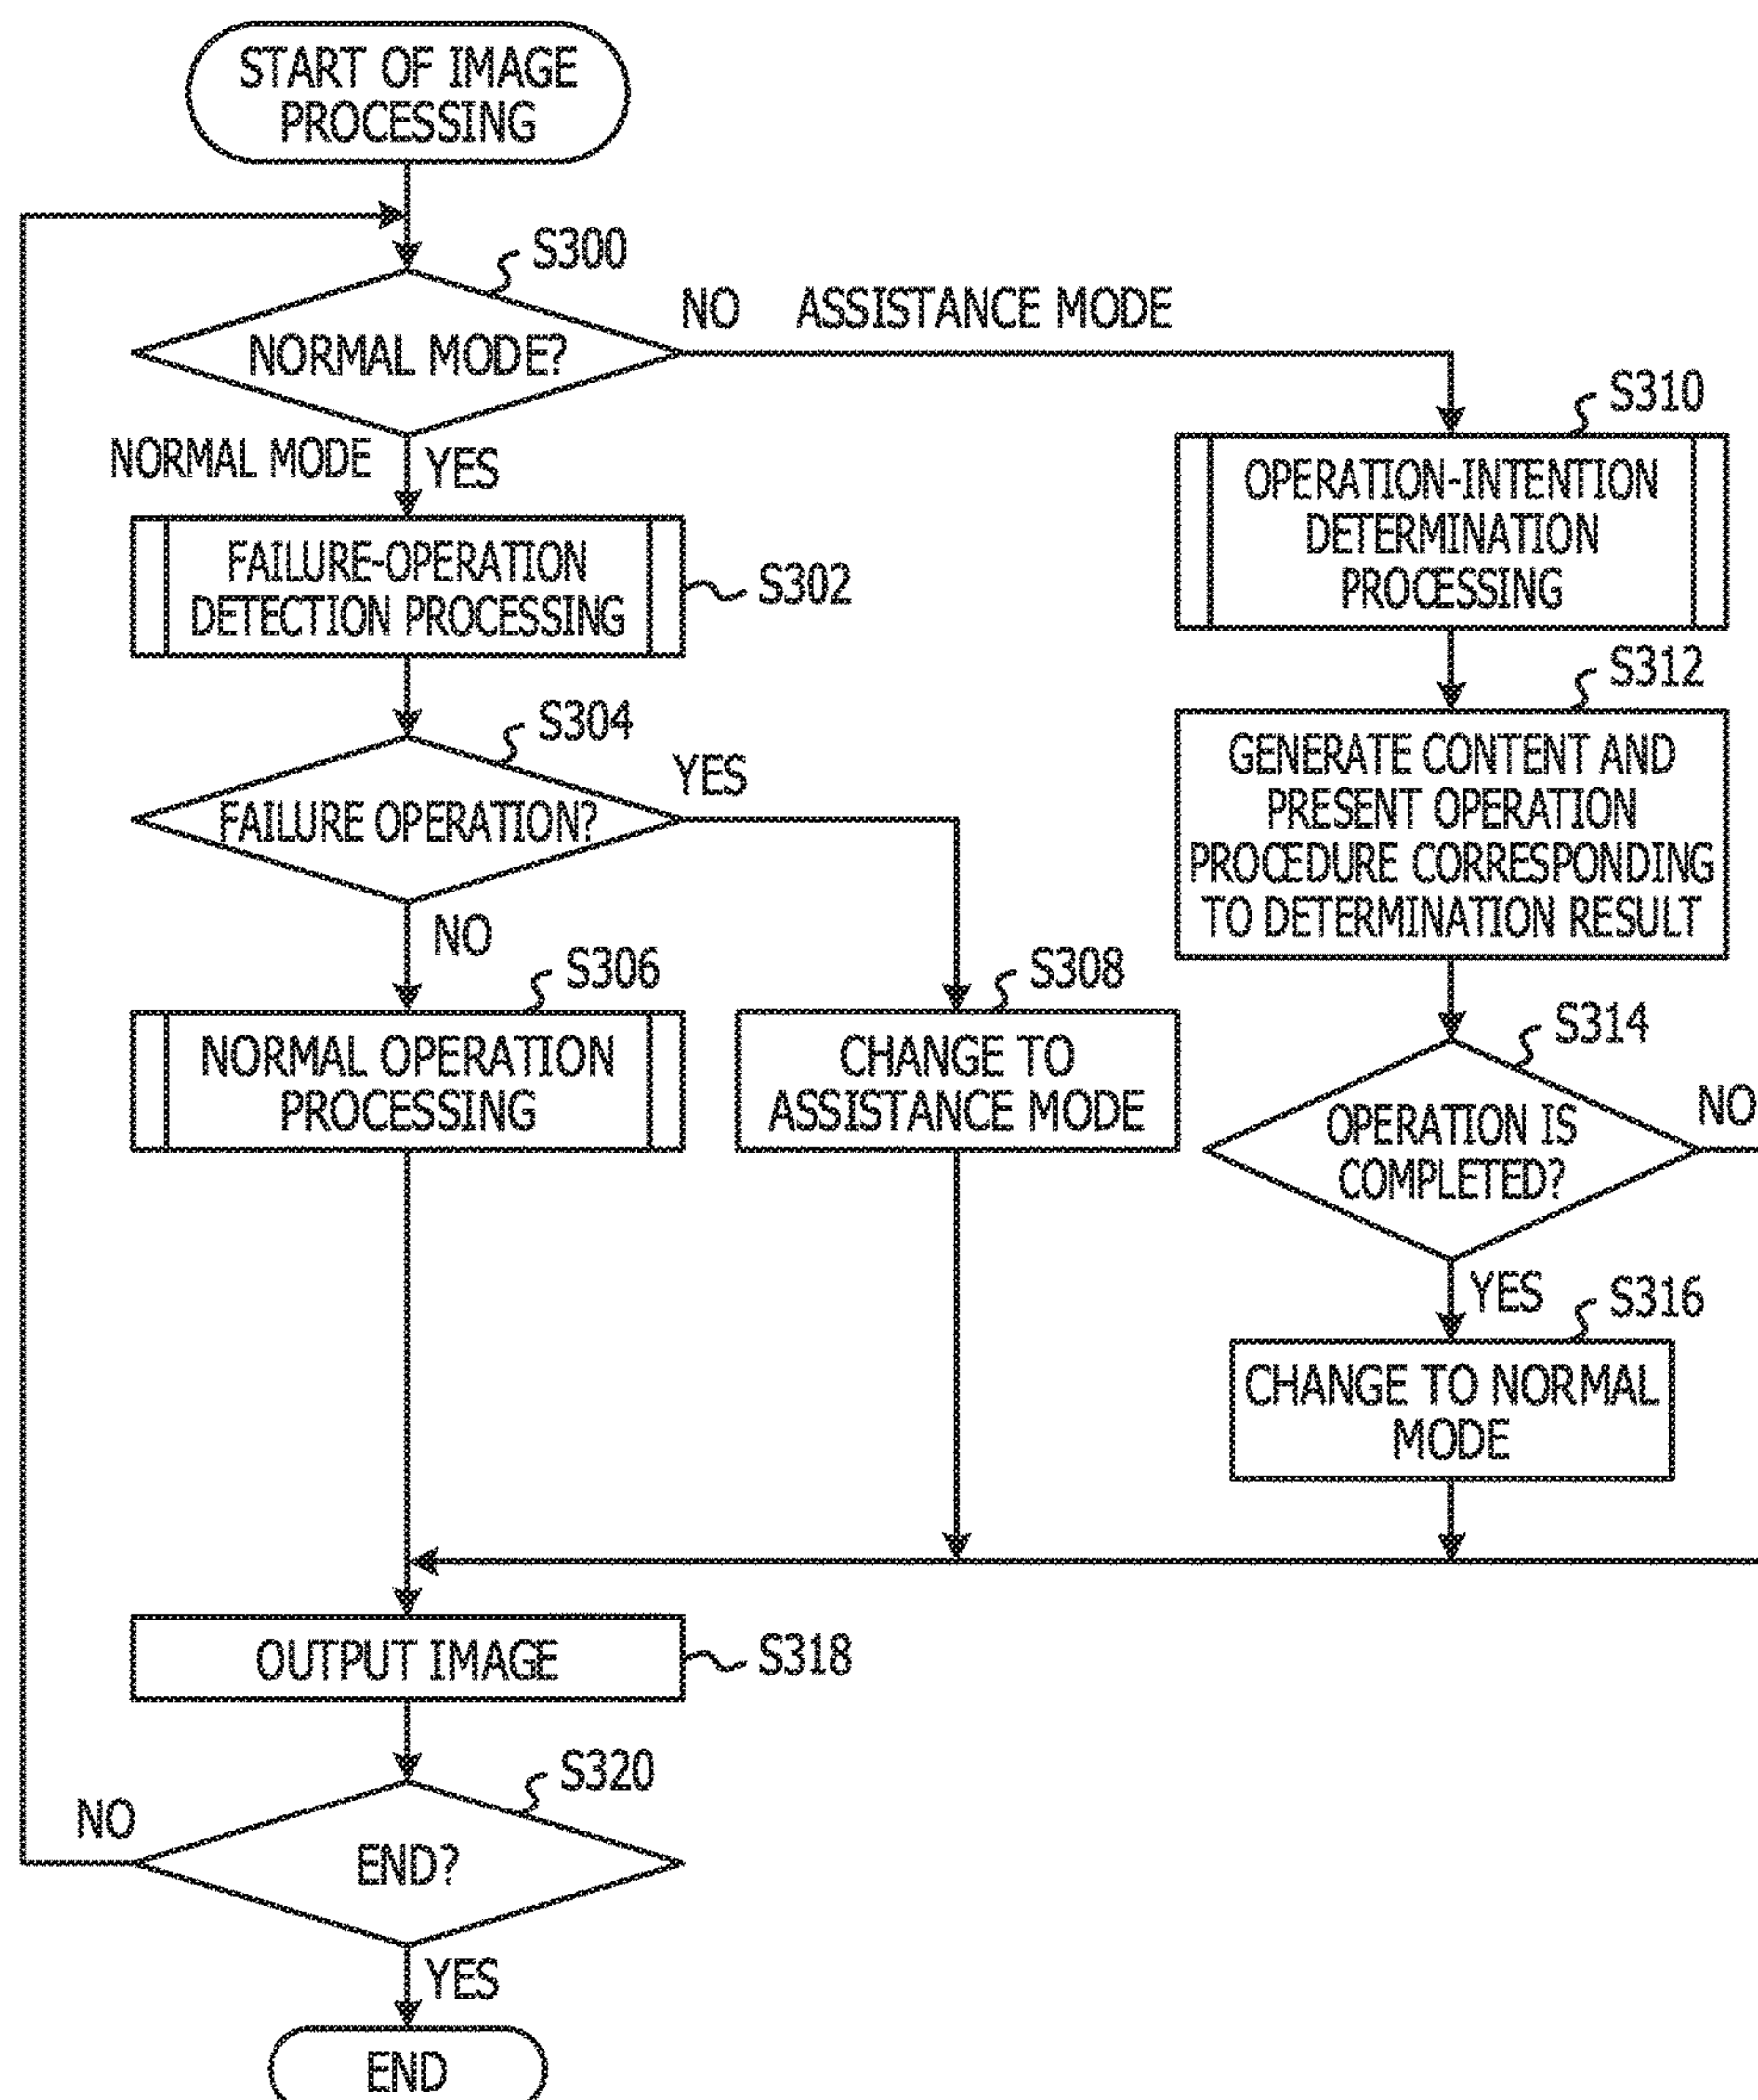 START OF IMAGE
PROCESSING
S300
NORMAL MODE?
NO ASSISTANCE MODE
NORMAL MODE
YES
S302
FAILURE-OPERATION
DETECTION PROCESSING
S304
FAILURE OPERATION?
YES
NO
S306
NORMAL OPERATION
PROCESSING
S308
CHANGE TO
ASSISTANCE MODE
S310
OPERATION-INTENTION
DETERMINATION
PROCESSING
S312
GENERATE CONTENT AND
PRESENT OPERATION
PROCEDURE CORRESPONDING
TO DETERMINATION RESULT
S314
OPERATION IS
COMPLETED?
NO
YES
S316
CHANGE TO NORMAL
MODE
OUTPUT IMAGE
S318
S320
END?
NO
YES
END